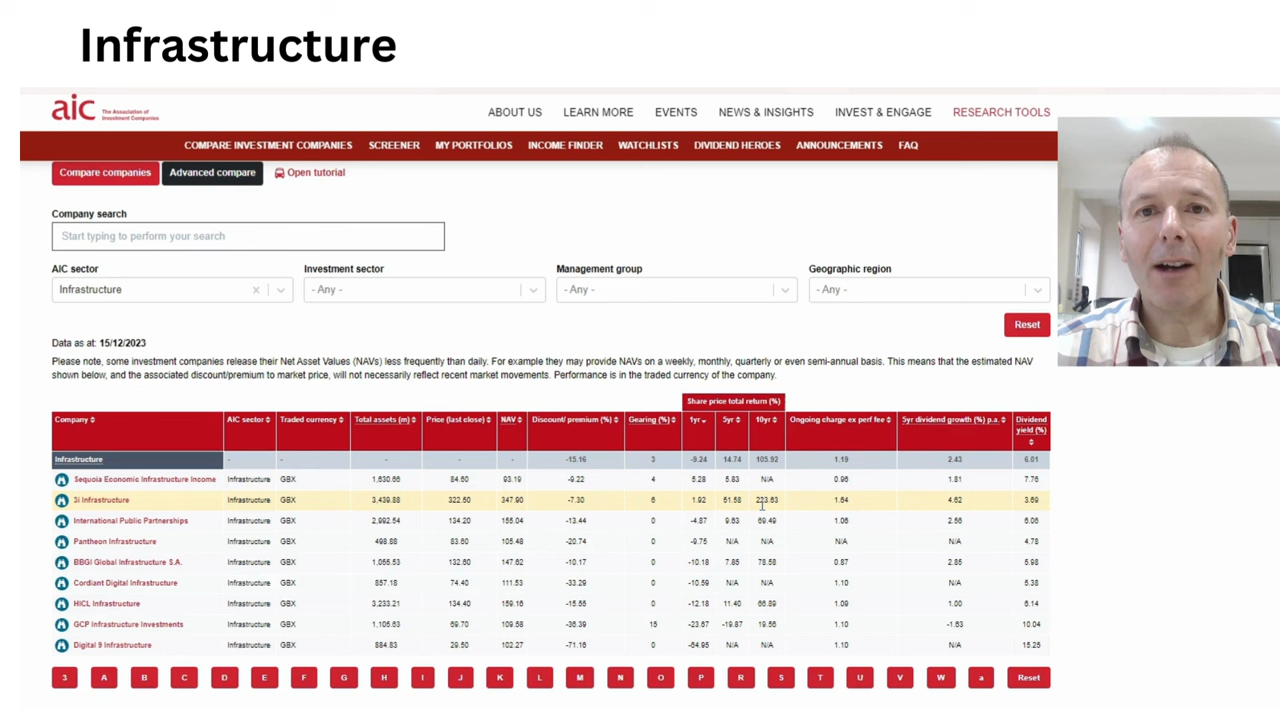 Infrastructure
aic The Association of Investment Companies
ABOUT US LEARN MORE EVENTS NEWS & INSIGHTS INVEST & ENGAGE RESEARCH TOOLS
COMPARE INVESTMENT COMPANIES SCREENER MY PORTFOLIOS INCOME FINDER WATCHLISTS DIVIDEND HEROES ANNOUNCEMENTS FAQ
Compare companies Advanced compare Open tutorial
Company search
Start typing to perform your search
AIC sector Investment sector Management group Geographic region
Infrastructure - Any - - Any - - Any -
Reset
Data as at: 15/12/2023
Please note, some investment companies release their Net Asset Values (NAVs) less frequently than daily. For example they may provide NAVs on a weekly, monthly, quarterly or even semi-annual basis. This means that the estimated NAV
shown below, and the associated discount/premium to market price, will not necessarily reflect recent market movements. Performance is in the traded currency of the company.
Share price total return (%)
Company AIC sector Traded currency Total assets (m) Price (last close) NAV Discount/ premium (%) Gearing (%) 1yr 5yr 10yr Ongoing charge ex perf fee 5yr dividend growth (%) p.a. Dividend yield (%)
Infrastructure - - - - - -15.16 3 -9.24 14.74 105.92 1.19 2.43 6.01
Sequoia Economic Infrastructure Income Infrastructure GBX 1,630.66 84.60 93.19 -9.22 4 5.28 5.83 N/A 0.96 1.81 7.76
3i Infrastructure Infrastructure GBX 3,439.88 322.50 347.90 -7.30 6 1.92 51.58 223.63 1.64 4.62 3.69
International Public Partnerships Infrastructure GBX 2,992.54 134.20 155.04 -13.44 0 -4.87 9.63 69.49 1.06 2.56 6.06
Pantheon Infrastructure Infrastructure GBX 498.88 83.60 105.48 -20.74 0 -9.75 N/A N/A N/A N/A 4.78
BBGI Global Infrastructure S.A. Infrastructure GBX 1,055.53 132.60 147.62 -10.17 0 -10.18 7.85 78.58 0.87 2.85 5.98
Cordiant Digital Infrastructure Infrastructure GBX 857.18 74.40 111.53 -33.29 0 -10.59 N/A N/A 1.10 N/A 5.38
HICL Infrastructure Infrastructure GBX 3,233.21 134.40 159.16 -15.56 0 -12.18 11.40 66.89 1.09 1.00 6.14
GCP Infrastructure Investments Infrastructure GBX 1,105.63 69.70 109.58 -36.39 15 -23.67 -19.87 19.56 1.10 -1.63 10.04
Digital 9 Infrastructure Infrastructure GBX 884.83 29.50 102.27 -71.16 0 -64.95 N/A N/A 1.10 N/A 15.25
3 A B C D E F G H I J K L M N O P R S T U V W a Reset